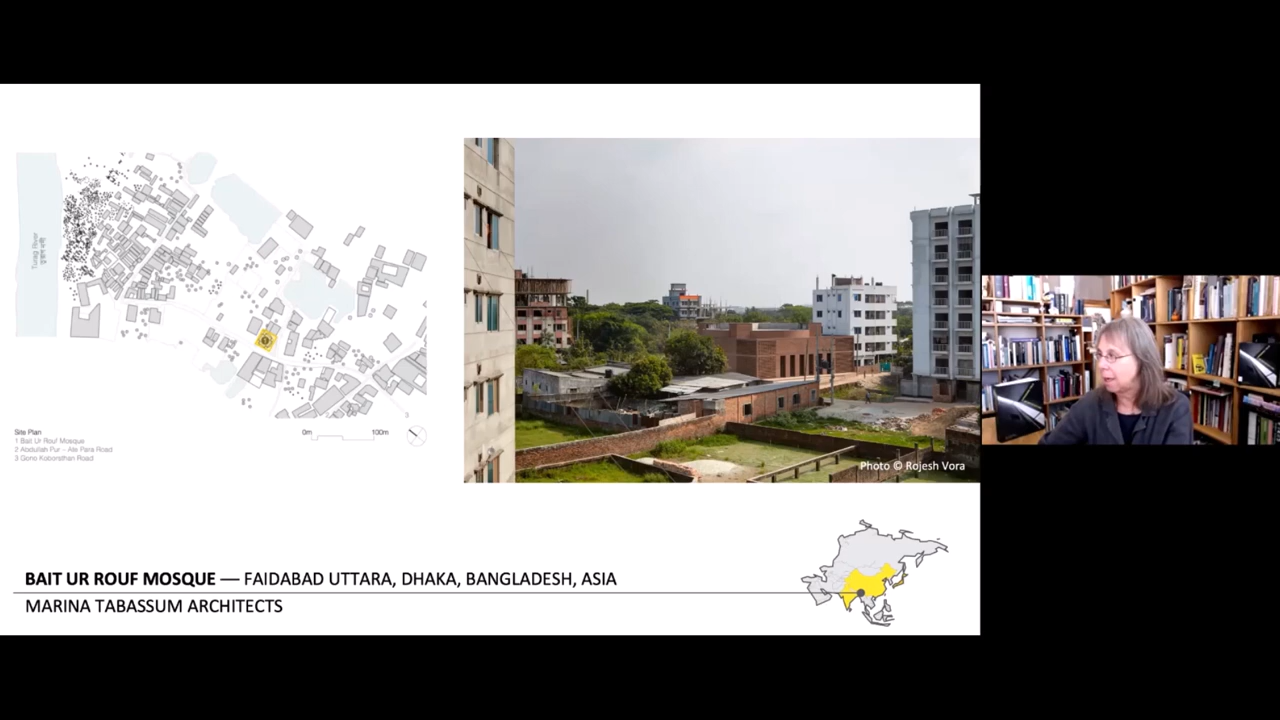 Turag River
Site Plan
1 Bait Ur Rouf Mosque
2 Abdullah Pur – Ate Para Road
3 Gono Koborsthan Road
0m
100m
Photo © Rojesh Vora
BAIT UR ROUF MOSQUE — FAIDABAD UTTARA, DHAKA, BANGLADESH, ASIA
MARINA TABASSUM ARCHITECTS